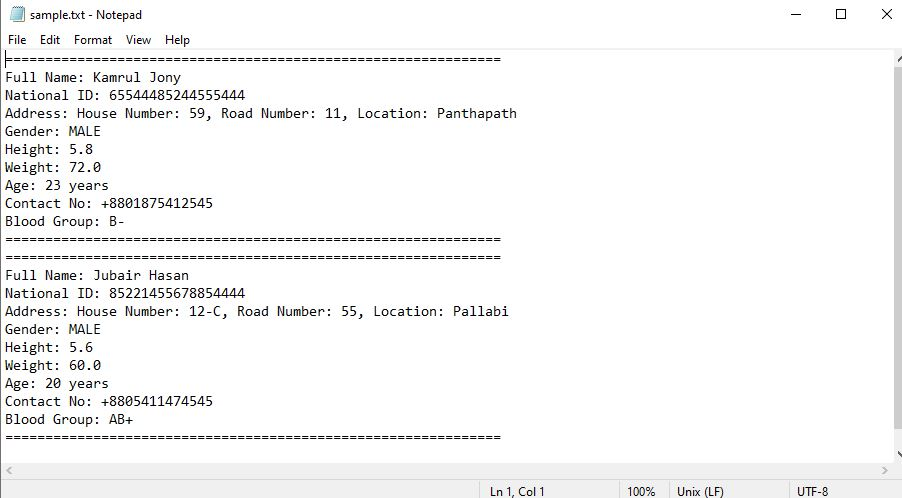 sample.txt - Notepad
File Edit Format View Help
==============================================================
Full Name: Kamrul Jony
National ID: 65544485244555444
Address: House Number: 59, Road Number: 11, Location: Panthapath
Gender: MALE
Height: 5.8
Weight: 72.0
Age: 23 years
Contact No: +8801875412545
Blood Group: B-
==============================================================
==============================================================
Full Name: Jubair Hasan
National ID: 85221455678854444
Address: House Number: 12-C, Road Number: 55, Location: Pallabi
Gender: MALE
Height: 5.6
Weight: 60.0
Age: 20 years
Contact No: +8805411474545
Blood Group: AB+
==============================================================
Ln 1, Col 1 100% Unix (LF) UTF-8